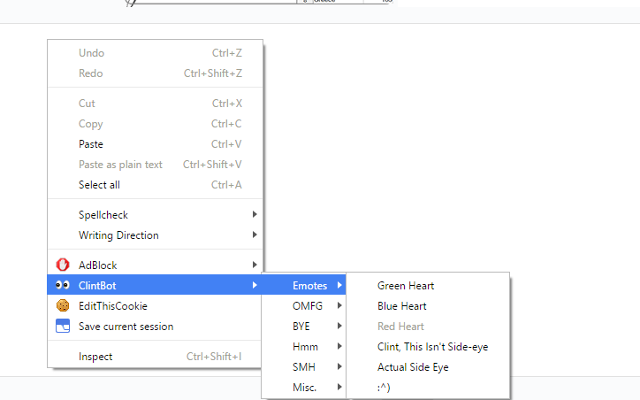 Undo Ctrl+Z
Redo Ctrl+Shift+Z
Cut Ctrl+X
Copy Ctrl+C
Paste Ctrl+V
Paste as plain text Ctrl+Shift+V
Select all Ctrl+A
Spellcheck
Writing Direction
AdBlock
ClintBot
EditThisCookie
Save current session
Inspect Ctrl+Shift+I
Emotes
OMFG
BYE
Hmm
SMH
Misc.
Green Heart
Blue Heart
Red Heart
Clint, This Isn't Side-eye
Actual Side Eye
:^)